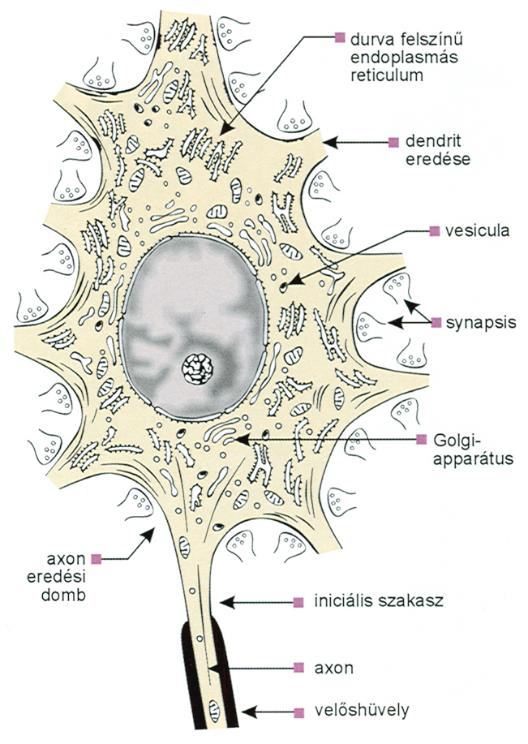 durva felszínű
endoplasmás
reticulum
dendrit
eredése
vesicula
synapsis
Golgi-
apparátus
axon
eredési
domb
iniciális szakasz
axon
velőshüvely